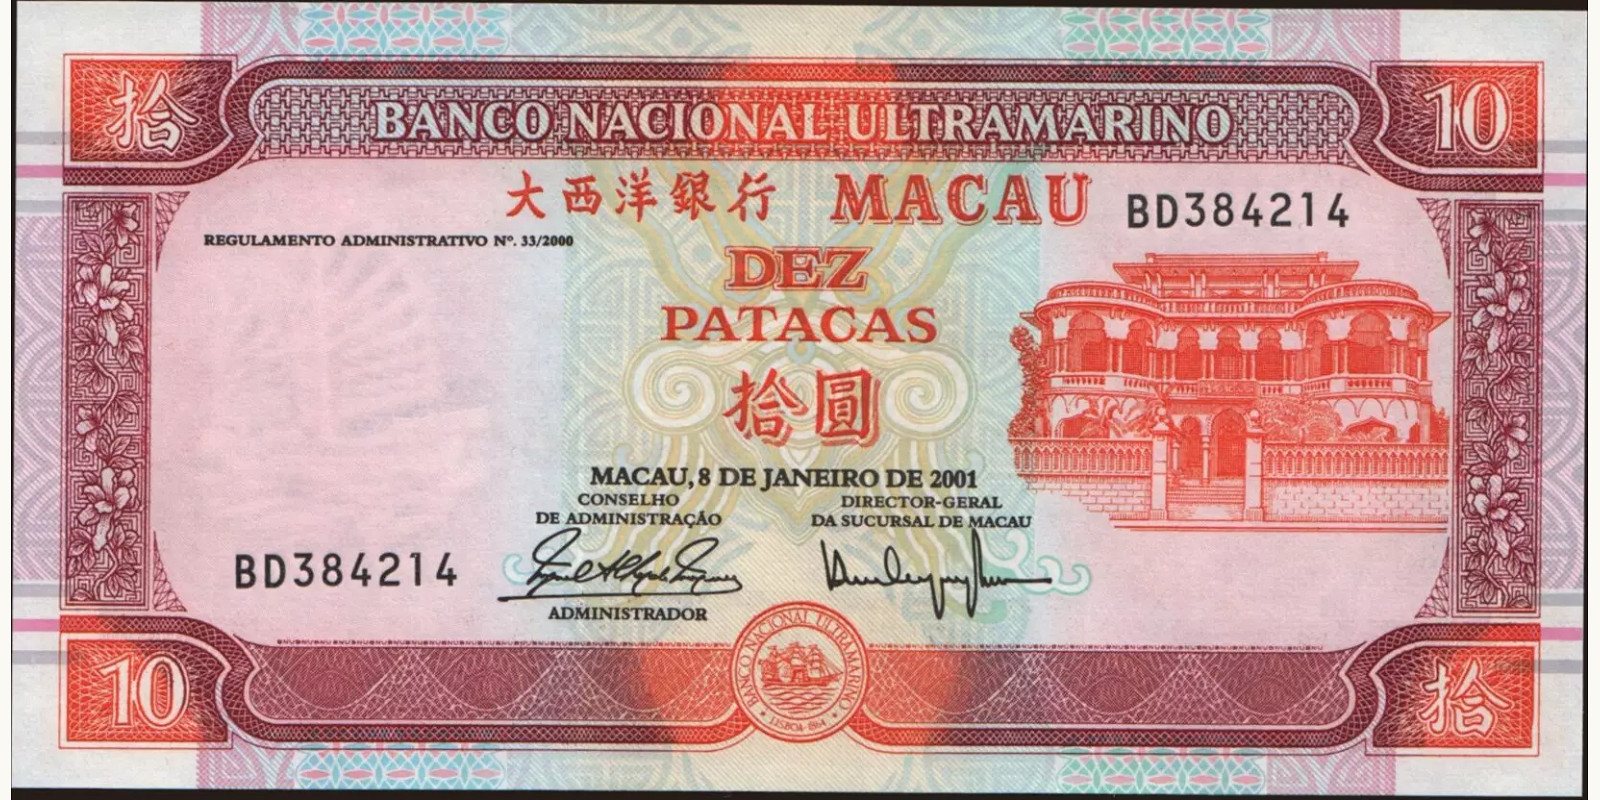 拾
BANCO NACIONAL ULTRAMARINO
10
大西洋銀行 MACAU BD384214
REGULAMENTO ADMINISTRATIVO Nº. 33/2000
DEZ
PATACAS
拾圓
MACAU, 8 DE JANEIRO DE 2001
CONSELHO
DE ADMINISTRAÇÃO
DIRECTOR-GERAL
DA SUCURSAL DE MACAU
BD384214
ADMINISTRADOR
10
BANCO NACIONAL ULTRAMARINO
LISBOA-1864
拾